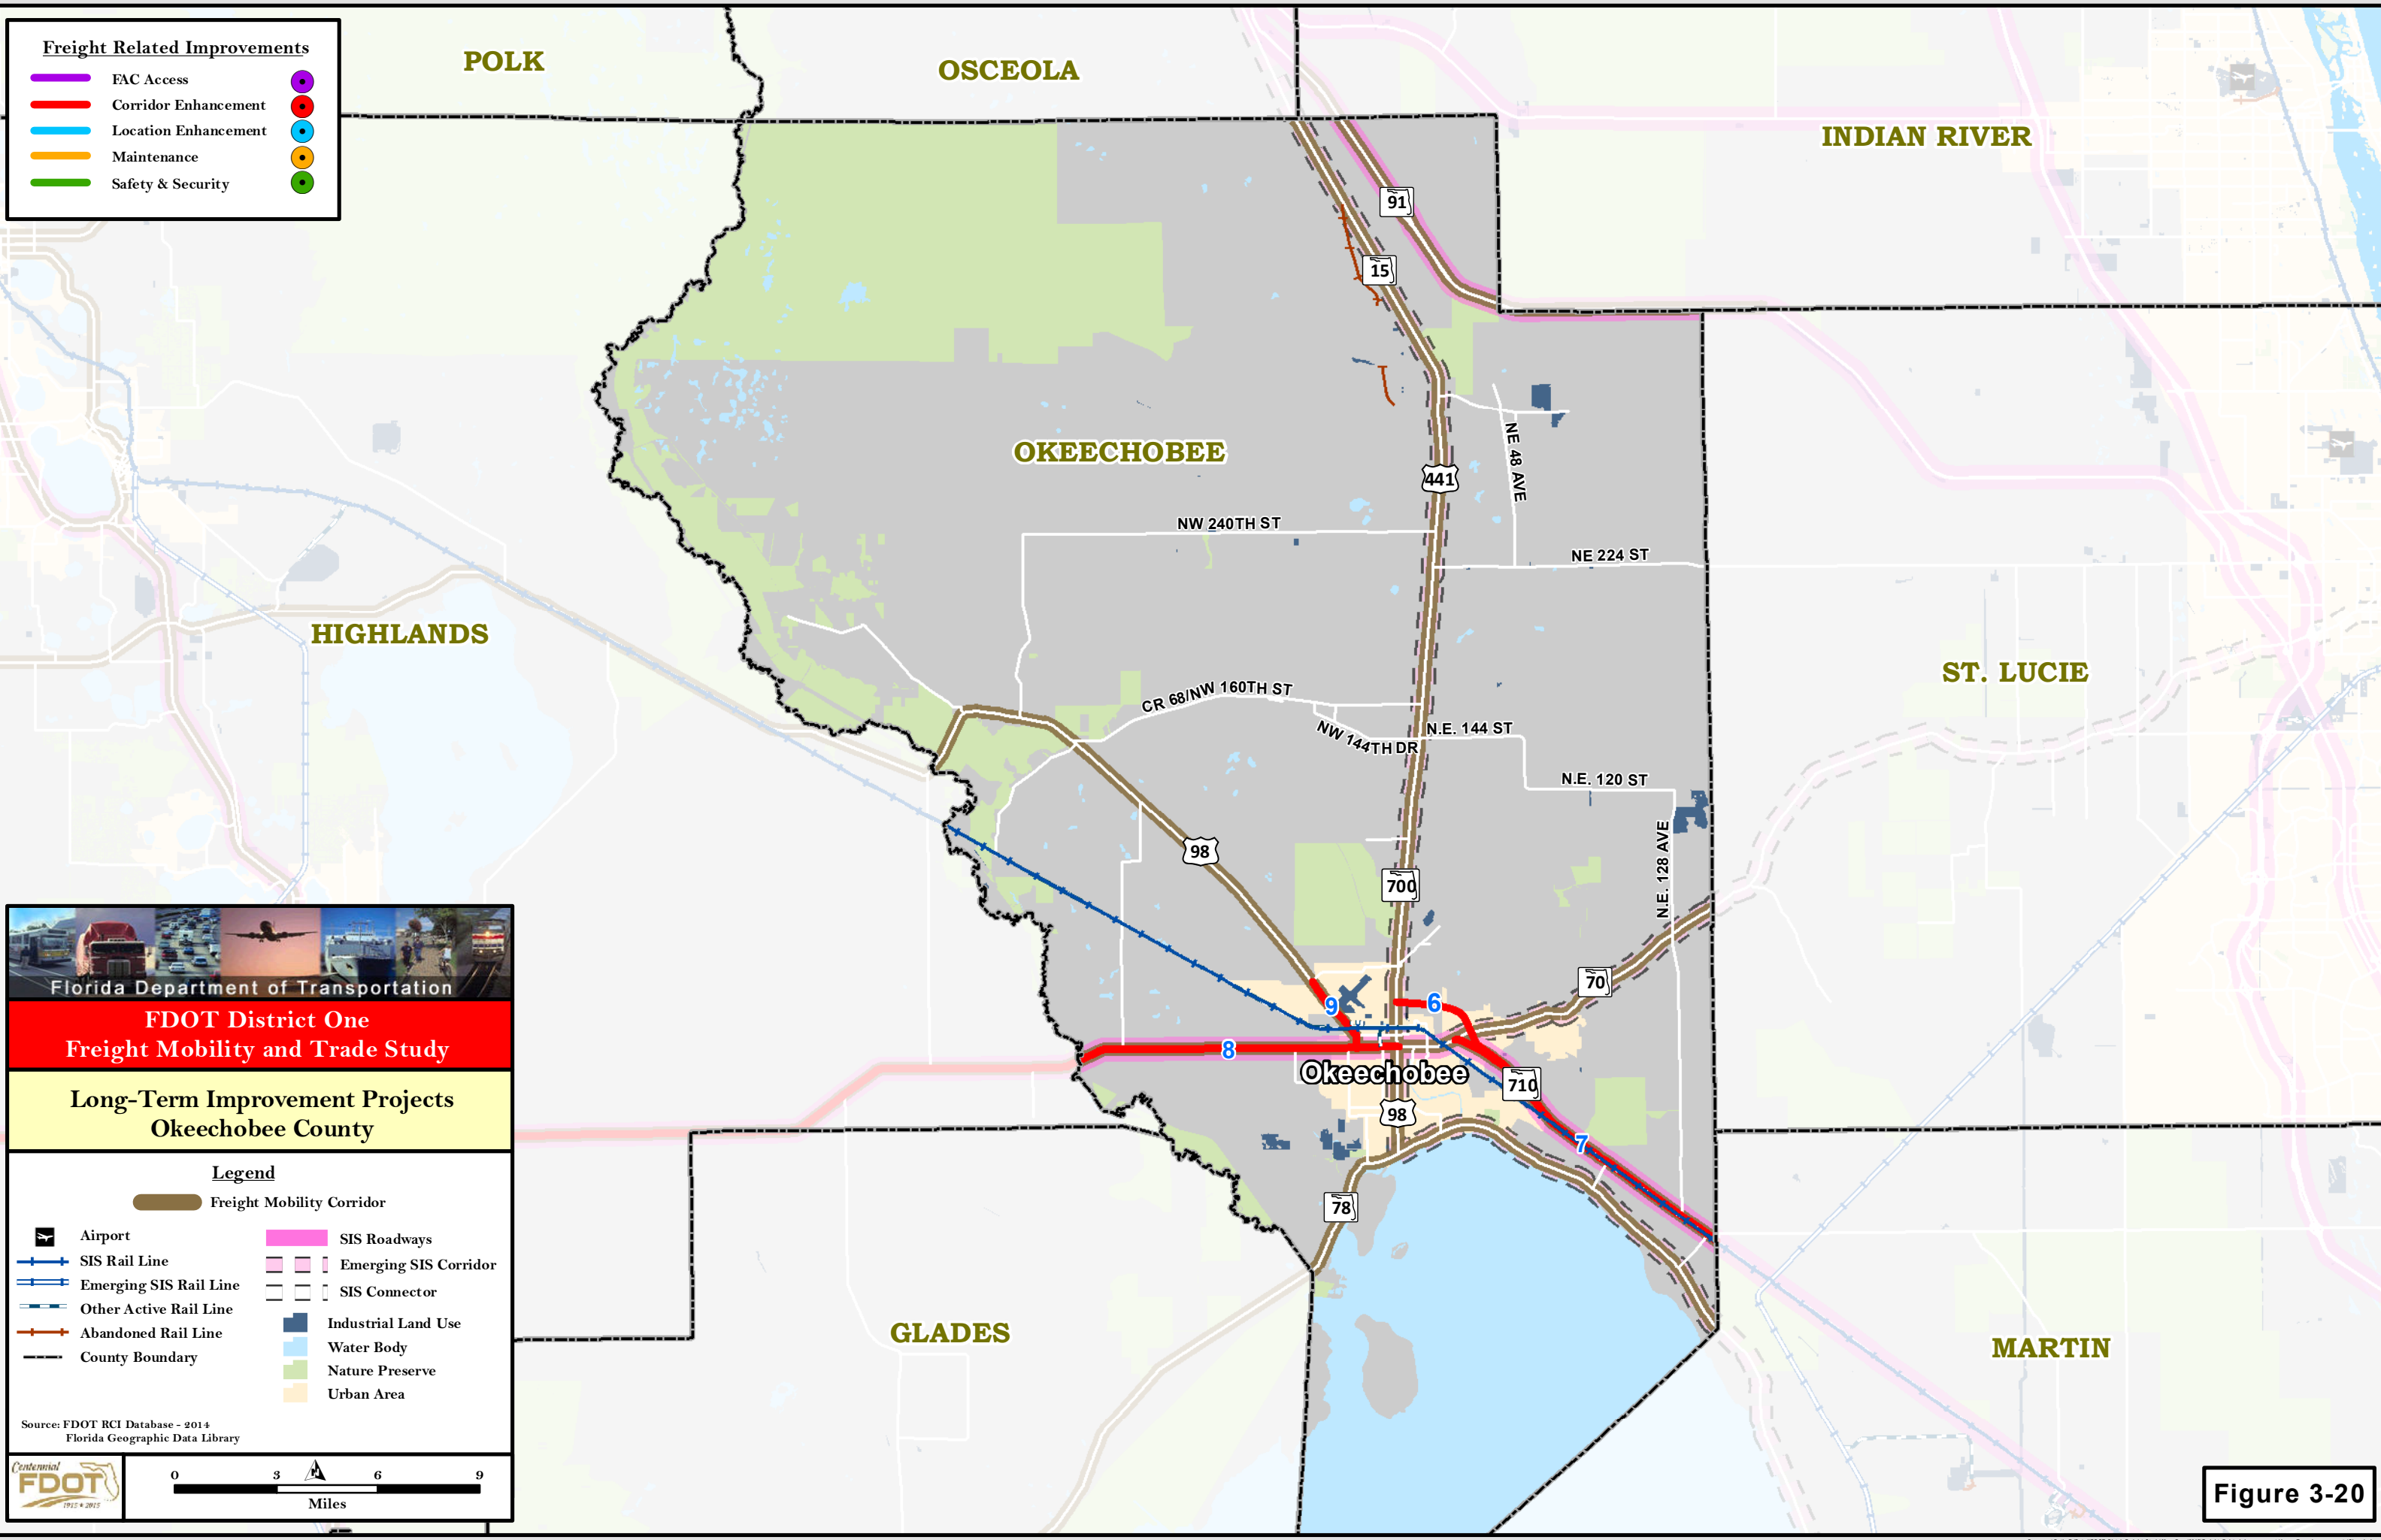 Freight Related Improvements
FAC Access
Corridor Enhancement
Location Enhancement
Maintenance
Safety & Security
POLK
OSCEOLA
INDIAN RIVER
91
15
OKEECHOBEE
441
NE 48 AVE
NW 240TH ST
NE 224 ST
HIGHLANDS
ST. LUCIE
CR 68/NW 160TH ST
NW 144TH DR
N.E. 144 ST
N.E. 120 ST
N.E. 128 AVE
98
700
70
9
6
8
Okeechobee
710
98
7
78
GLADES
MARTIN
Florida Department of Transportation
FDOT District One
Freight Mobility and Trade Study
Long-Term Improvement Projects
Okeechobee County
Legend
Freight Mobility Corridor
Airport
SIS Rail Line
Emerging SIS Rail Line
Other Active Rail Line
Abandoned Rail Line
County Boundary
SIS Roadways
Emerging SIS Corridor
SIS Connector
Industrial Land Use
Water Body
Nature Preserve
Urban Area
Source: FDOT RCI Database - 2014
Florida Geographic Data Library
Centennial
FDOT
1915 * 2015
0 3 N 6 9
Miles
Figure 3-20